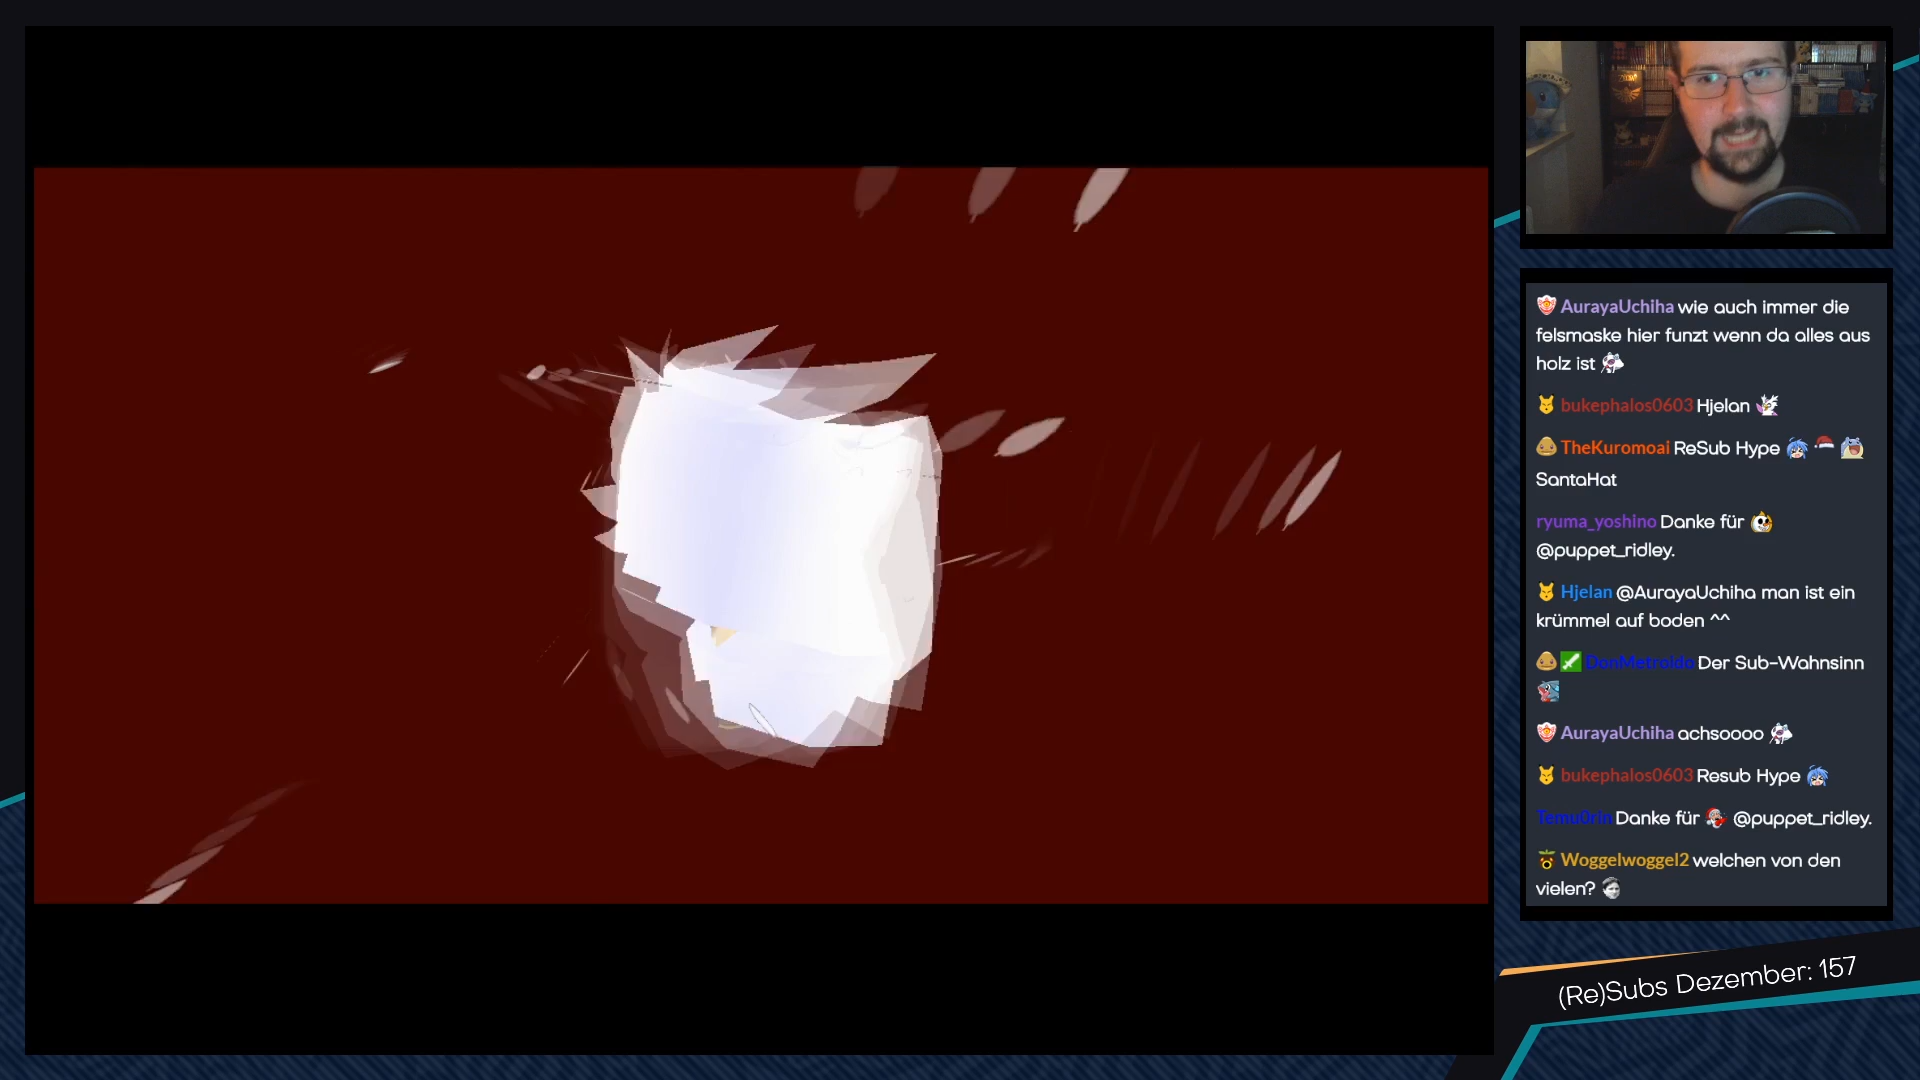 AurayaUchiha wie auch immer die
felsmaske hier funzt wenn da alles aus
holz ist
bukephalos0603 Hjelan
TheKuromoai ReSub Hype
SantaHat
ryuma_yoshino Danke für
@puppet_ridley.
Hjelan @AurayaUchiha man ist ein
krümmel auf boden ^^
DonMetroido Der Sub-Wahnsinn
AurayaUchiha achsoooo
bukephalos0603 Resub Hype
Temu0rin Danke für @puppet_ridley.
Woggelwoggel2 welchen von den
vielen?
(Re)Subs Dezember: 157